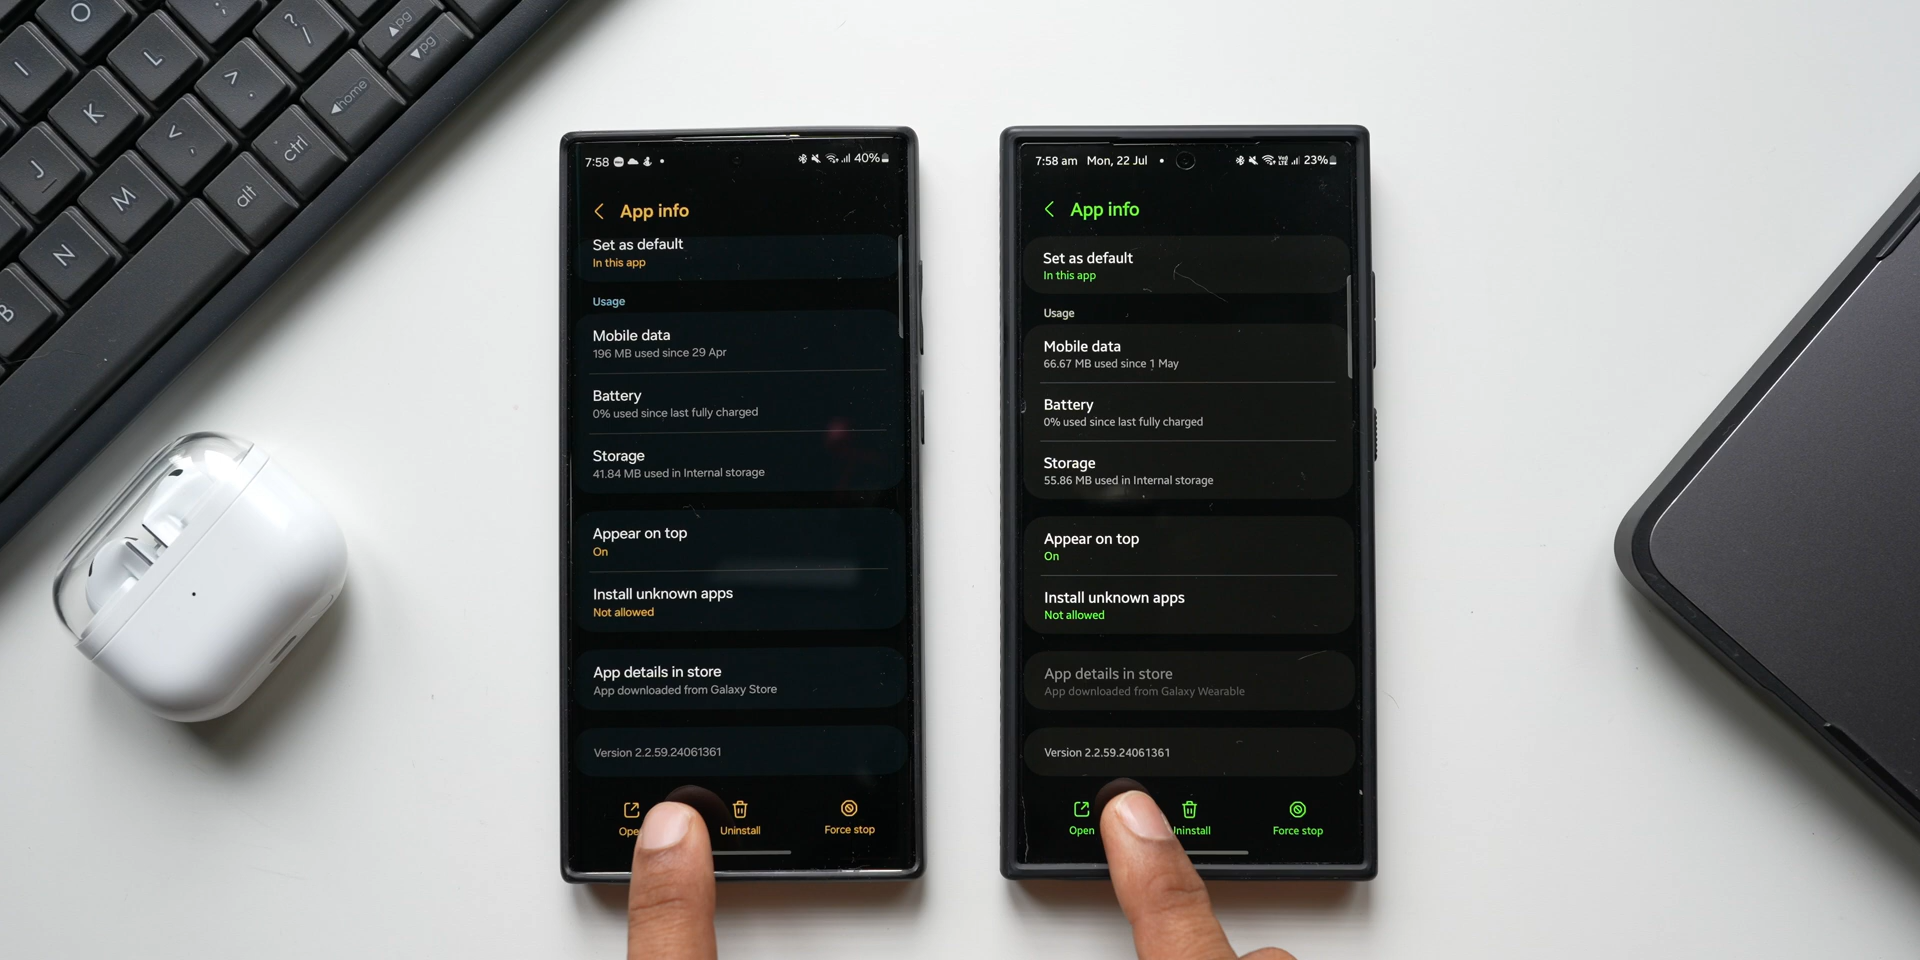 O
I
L
?
/
▲pg
▼pg
K
>
.
◀home
J
<
,
ctrl
M
alt
N
B
7:58
40%
App info
Set as default
In this app
Usage
Mobile data
196 MB used since 29 Apr
Battery
0% used since last fully charged
Storage
41.84 MB used in Internal storage
Appear on top
On
Install unknown apps
Not allowed
App details in store
App downloaded from Galaxy Store
Version 2.2.59.24061361
Uninstall
Force stop
7:58 am Mon, 22 Jul
23%
App info
Set as default
In this app
Usage
Mobile data
66.67 MB used since 1 May
Battery
0% used since last fully charged
Storage
55.86 MB used in Internal storage
Appear on top
On
Install unknown apps
Not allowed
App details in store
App downloaded from Galaxy Wearable
Version 2.2.59.24061361
Open
Force stop